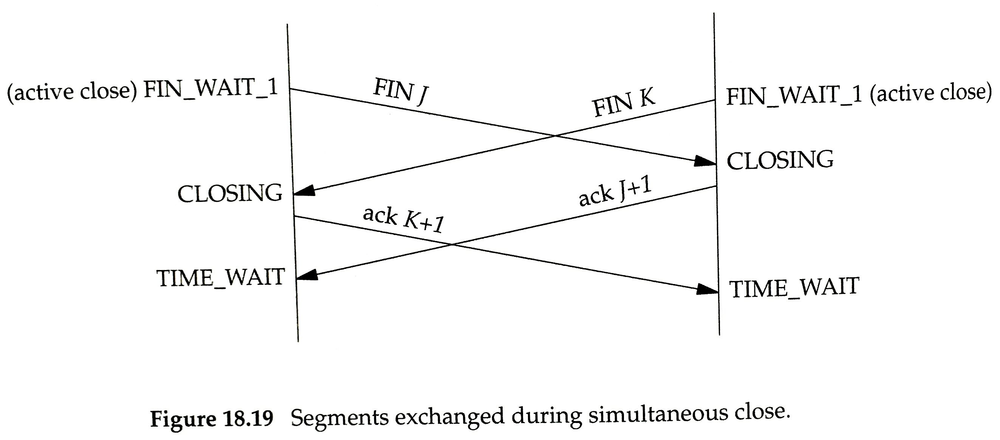 (active close) FIN_WAIT_1
FIN J
FIN K
FIN_WAIT_1 (active close)
CLOSING
CLOSING
ack J+1
ack K+1
TIME_WAIT
TIME_WAIT
Figure 18.19 Segments exchanged during simultaneous close.